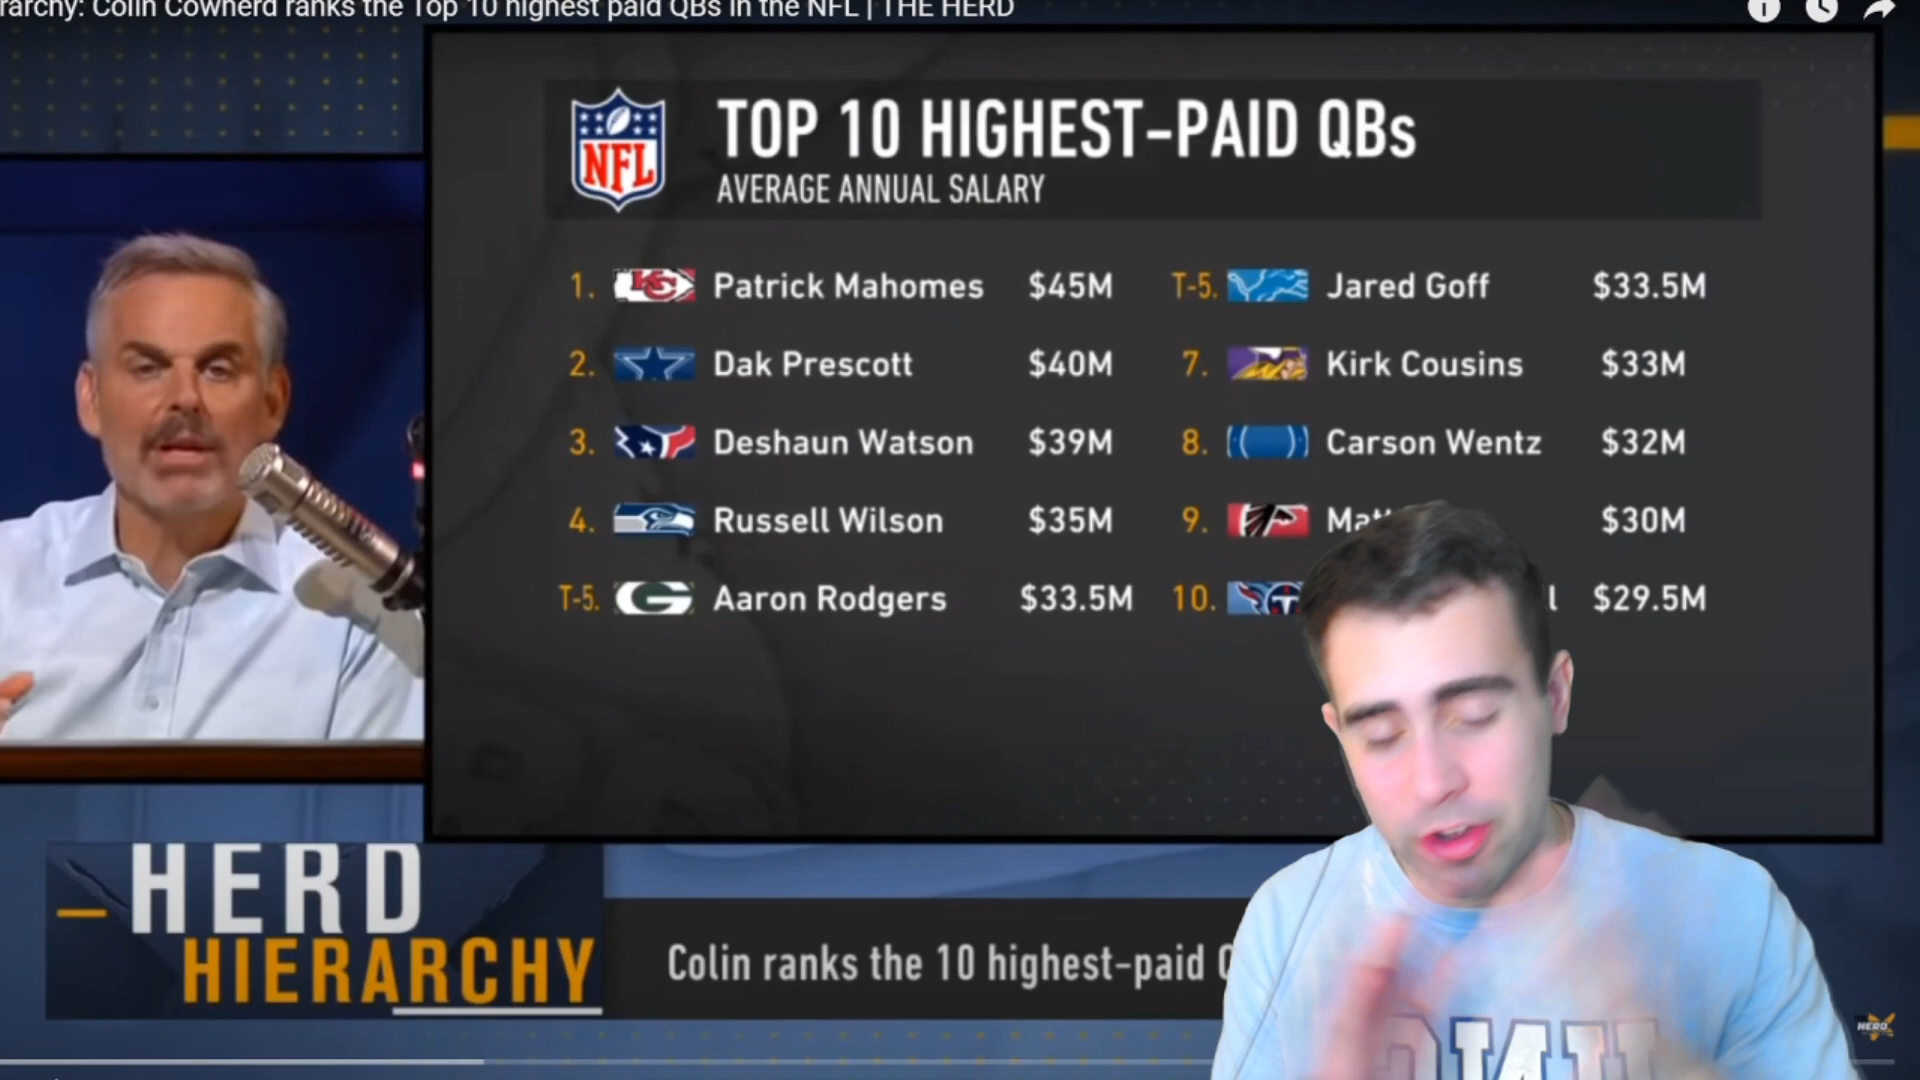 rarchy: Colin Cowherd ranks the Top 10 highest paid QBs in the NFL | THE HERD
NFL
TOP 10 HIGHEST-PAID QBs
AVERAGE ANNUAL SALARY
1. KC Patrick Mahomes $45M
2. Dak Prescott $40M
3. Deshaun Watson $39M
4. Russell Wilson $35M
T-5. G Aaron Rodgers $33.5M
T-5. Jared Goff $33.5M
7. Kirk Cousins $33M
8. Carson Wentz $32M
9. Mat $30M
10. T l $29.5M
HERD
HIERARCHY
Colin ranks the 10 highest-paid
HERD